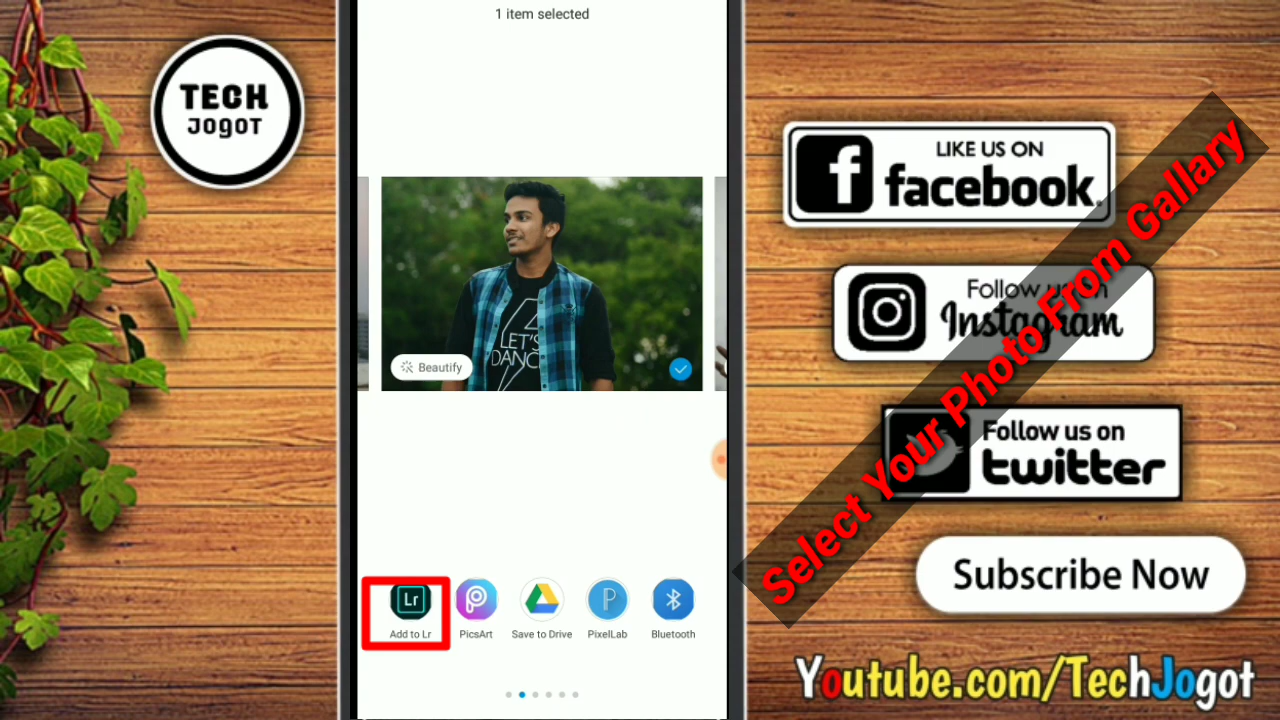 TECH
JOGOT
1 item selected
LET'S
DANCE
Beautify
Add to Lr
PicsArt
Save to Drive
PixelLab
Bluetooth
LIKE US ON
facebook.
Follow us on
Instagram
Follow us on
twitter
Select Your Photo From Gallary
Subscribe Now
Youtube.com/TechJogot
Lr